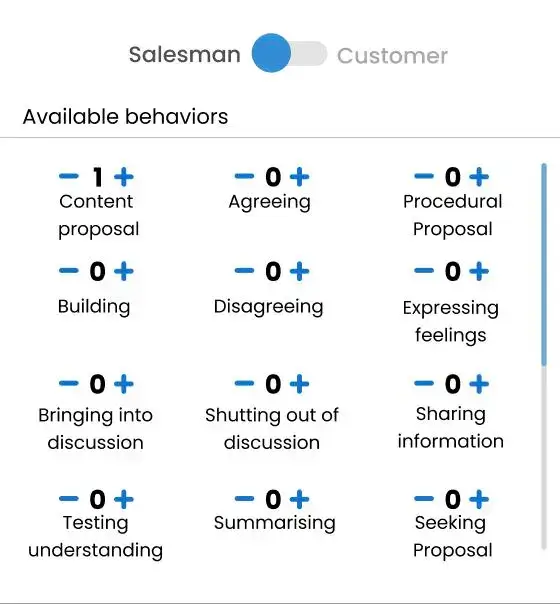 Salesman Customer
Available behaviors
− 1 + − 0 + − 0 +
Content Agreeing Procedural
proposal Proposal
− 0 + − 0 + − 0 +
Building Disagreeing Expressing
feelings
− 0 + − 0 + − 0 +
Bringing into Shutting out of Sharing
discussion discussion information
− 0 + − 0 + − 0 +
Testing Summarising Seeking
understanding Proposal